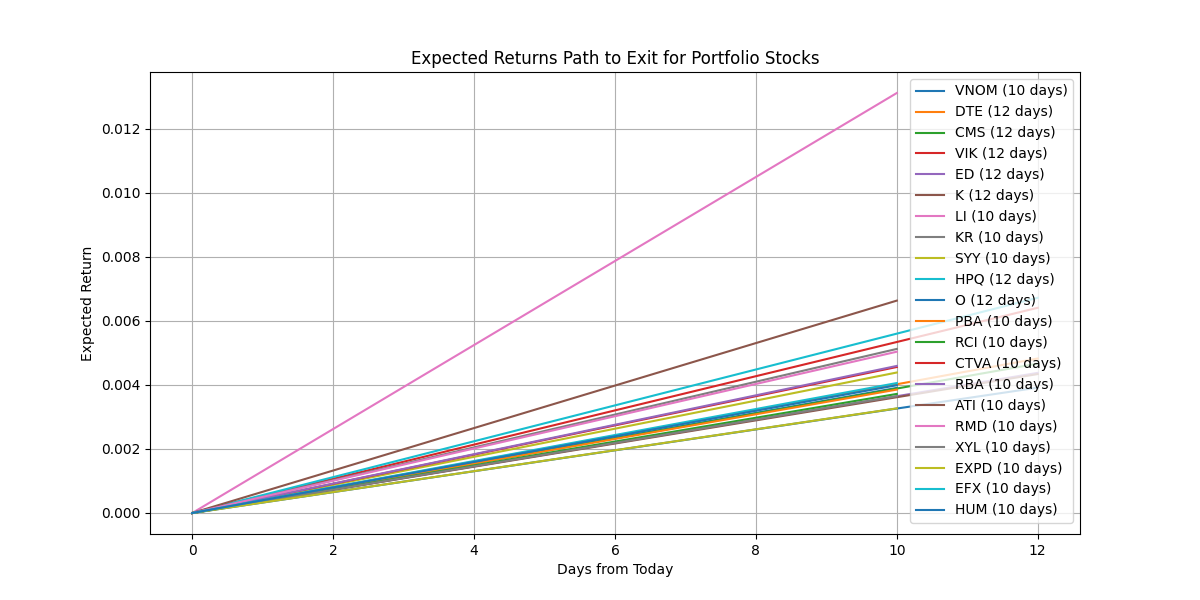 Expected Returns Path to Exit for Portfolio Stocks
Expected Return
0.012
0.010
0.008
0.006
0.004
0.002
0.000
0 2 4 6 8 10 12
Days from Today
VNOM (10 days)
DTE (12 days)
CMS (12 days)
VIK (12 days)
ED (12 days)
K (12 days)
LI (10 days)
KR (10 days)
SYY (10 days)
HPQ (12 days)
O (12 days)
PBA (10 days)
RCI (10 days)
CTVA (10 days)
RBA (10 days)
ATI (10 days)
RMD (10 days)
XYL (10 days)
EXPD (10 days)
EFX (10 days)
HUM (10 days)